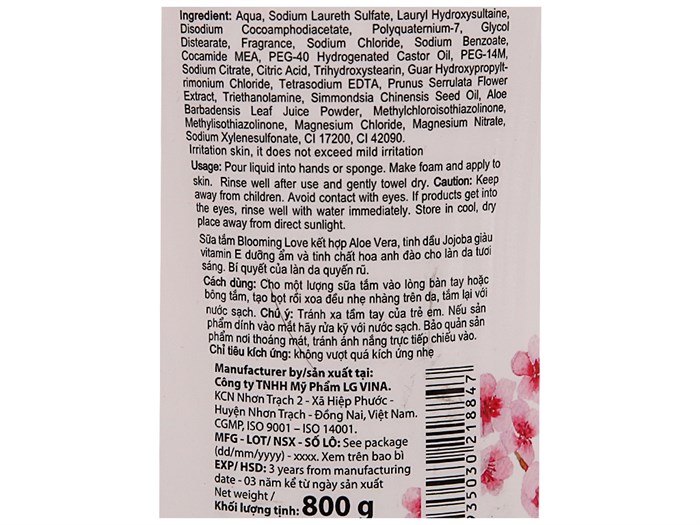 Ingredient: Aqua, Sodium Laureth Sulfate, Lauryl Hydroxysultaine,
Disodium Cocoamphodiacetate, Polyquaternium-7, Glycol
Distearate, Fragrance, Sodium Chloride, Sodium Benzoate,
Cocamide MEA, PEG-40 Hydrogenated Castor Oil, PEG-14M,
Sodium Citrate, Citric Acid, Trihydroxystearin, Guar Hydroxypropylt-
rimonium Chloride, Tetrasodium EDTA, Prunus Serrulata Flower
Extract, Triethanolamine, Simmondsia Chinensis Seed Oil, Aloe
Barbadensis Leaf Juice Powder, Methylchloroisothiazolinone,
Methylisothiazolinone, Magnesium Chloride, Magnesium Nitrate,
Sodium Xylenesulfonate, CI 17200, CI 42090.
Irritation skin, it does not exceed mild irritation
Usage: Pour liquid into hands or sponge. Make foam and apply to
skin. Rinse well after use and gently towel dry. Caution: Keep
away from children. Avoid contact with eyes. If products get into
the eyes, rinse well with water immediately. Store in cool, dry
place away from direct sunlight.
Sữa tắm Blooming Love kết hợp Aloe Vera, tinh dầu Jojoba giàu
vitamin E dưỡng ẩm và tinh chất hoa anh đào cho làn da tươi
sáng. Bí quyết của làn da quyến rũ.
Cách dùng: Cho một lượng sữa tắm vào lòng bàn tay hoặc
bông tắm, tạo bọt rồi xoa đều nhẹ nhàng trên da, tắm lại với
nước sạch. Chú ý: Tránh xa tầm tay của trẻ em. Nếu sản
phẩm dính vào mắt hãy rửa kỹ với nước sạch. Bảo quản sản
phẩm nơi thoáng mát, tránh ánh nắng trực tiếp chiếu vào.
Chỉ tiêu kích ứng: không vượt quá kích ứng nhẹ
Manufacturer by/sản xuất tại:
Công ty TNHH Mỹ Phẩm LG VINA.
KCN Nhơn Trạch 2 - Xã Hiệp Phước -
Huyện Nhơn Trạch - Đồng Nai, Việt Nam.
CGMP, ISO 9001 – ISO 14001.
MFG - LOT/ NSX - SỐ LÔ: See package
(dd/mm/yyyy) - xxxx. Xem trên bao bì
EXP/ HSD: 3 years from manufacturing
date - 03 năm kể từ ngày sản xuất
Net weight /
Khối lượng tịnh: 800 g
935030 218847